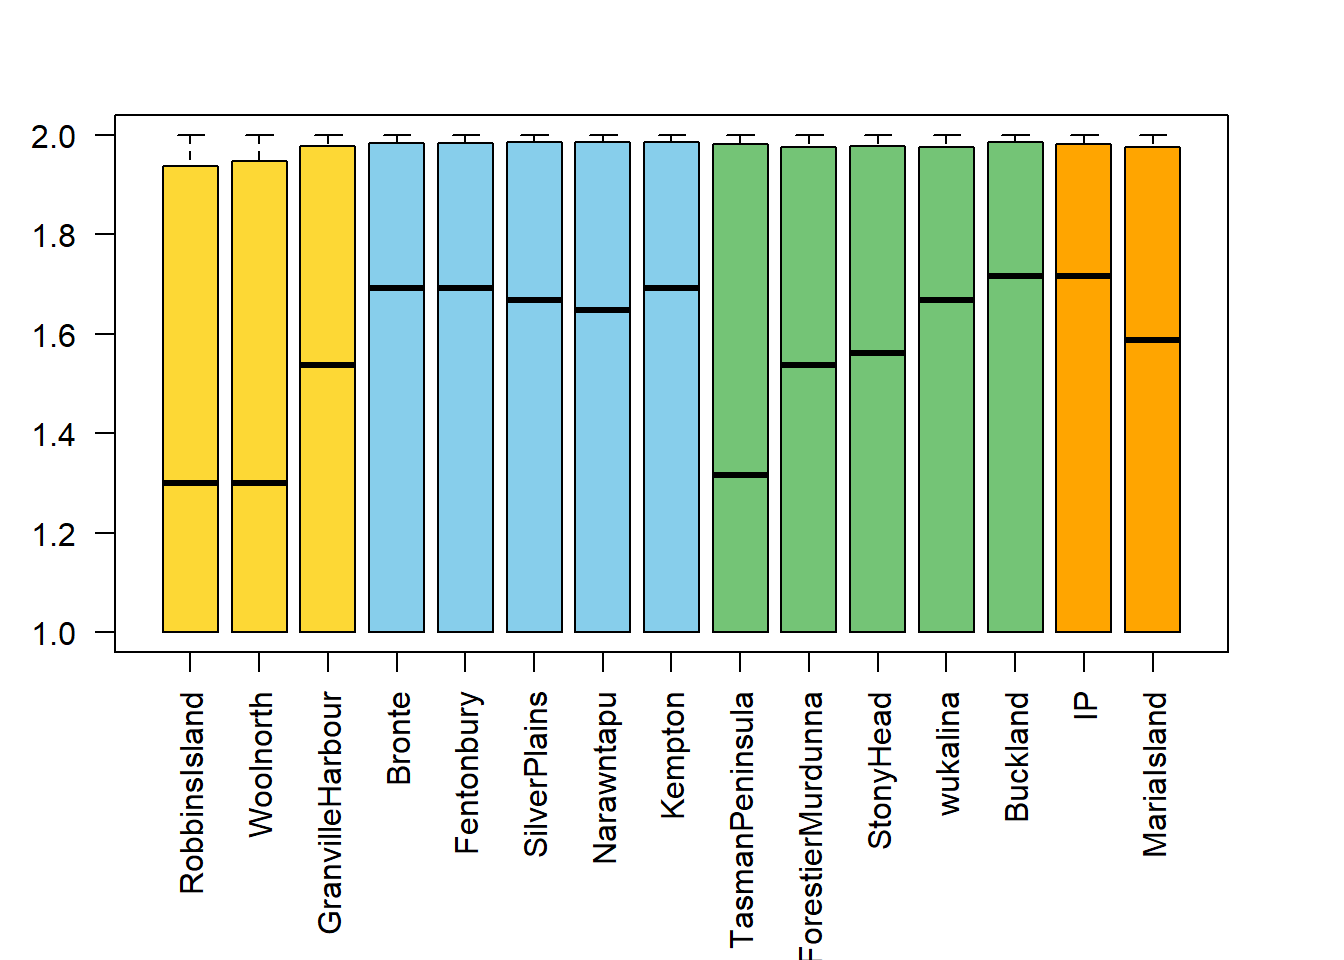 2.0
1.8
1.6
1.4
1.2
1.0
RobbinsIsland
Woolnorth
GranvilleHarbour
Bronte
Fentonbury
SilverPlains
Narawntapu
Kempton
TasmanPeninsula
ForestierMurdunna
StonyHead
wukalina
Buckland
IP
MariaIsland